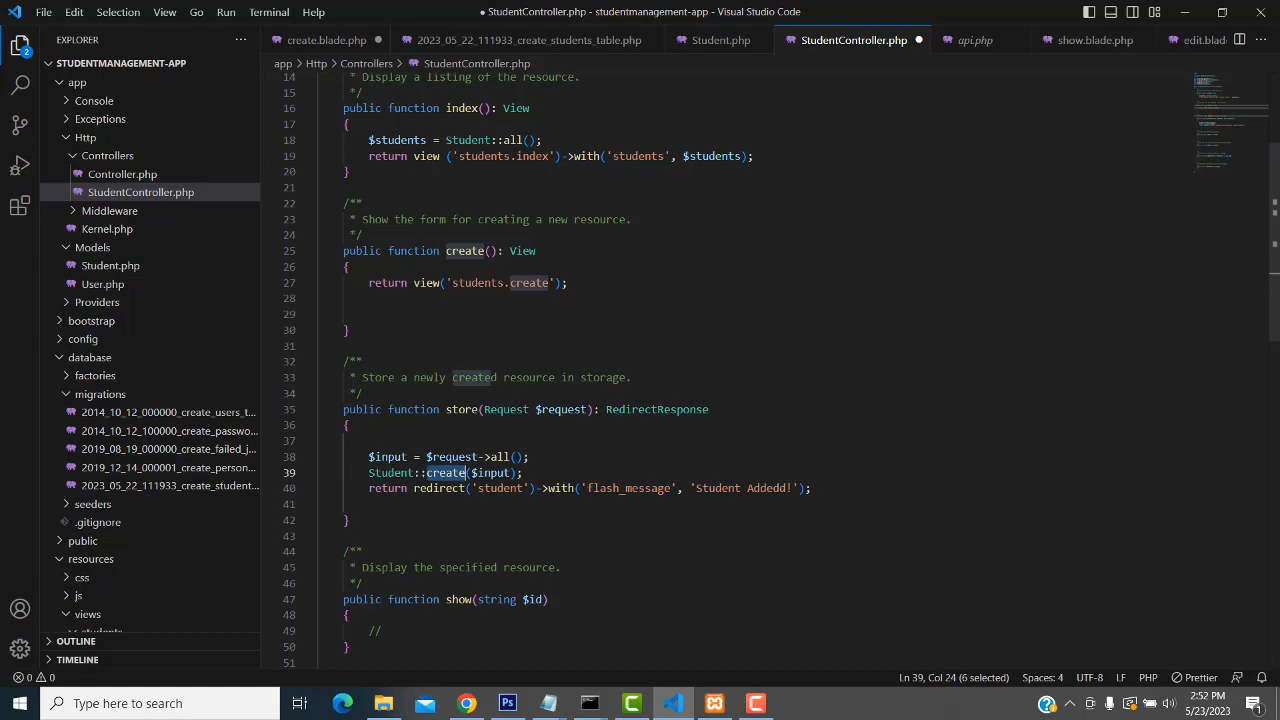 File Edit Selection View Go Run Terminal Help
● StudentController.php - studentmanagement-app - Visual Studio Code
EXPLORER
STUDENTMANAGEMENT-APP
app
Console
Exceptions
Http
Controllers
Controller.php
StudentController.php
Middleware
Kernel.php
Models
Student.php
User.php
Providers
bootstrap
config
database
factories
migrations
2014_10_12_000000_create_users_t...
2014_10_12_100000_create_passwo...
2019_08_19_000000_create_failed_j...
2019_12_14_000001_create_person...
2023_05_22_111933_create_student...
seeders
.gitignore
public
resources
css
js
views
OUTLINE
TIMELINE
create.blade.php
2023_05_22_111933_create_students_table.php
Student.php
StudentController.php
api.php
show.blade.php
edit.blad
app > Http > Controllers > StudentController.php
14 * Display a listing of the resource.
15 */
16 public function index(): View
17 {
18 $students = Student::all();
19 return view ('students.index')->with('students', $students);
20 }
21
22 /**
23 * Show the form for creating a new resource.
24 */
25 public function create(): View
26 {
27 return view('students.create');
28
29
30 }
31
32 /**
33 * Store a newly created resource in storage.
34 */
35 public function store(Request $request): RedirectResponse
36 {
37
38 $input = $request->all();
39 Student::create($input);
40 return redirect('student')->with('flash_message', 'Student Addedd!');
41
42 }
43
44 /**
45 * Display the specified resource.
46 */
47 public function show(string $id)
48 {
49 //
50 }
51
2
0 0
Ln 39, Col 24 (6 selected) Spaces: 4 UTF-8 LF PHP Prettier
Type here to search
Ps
2:52 PM
5/23/2023